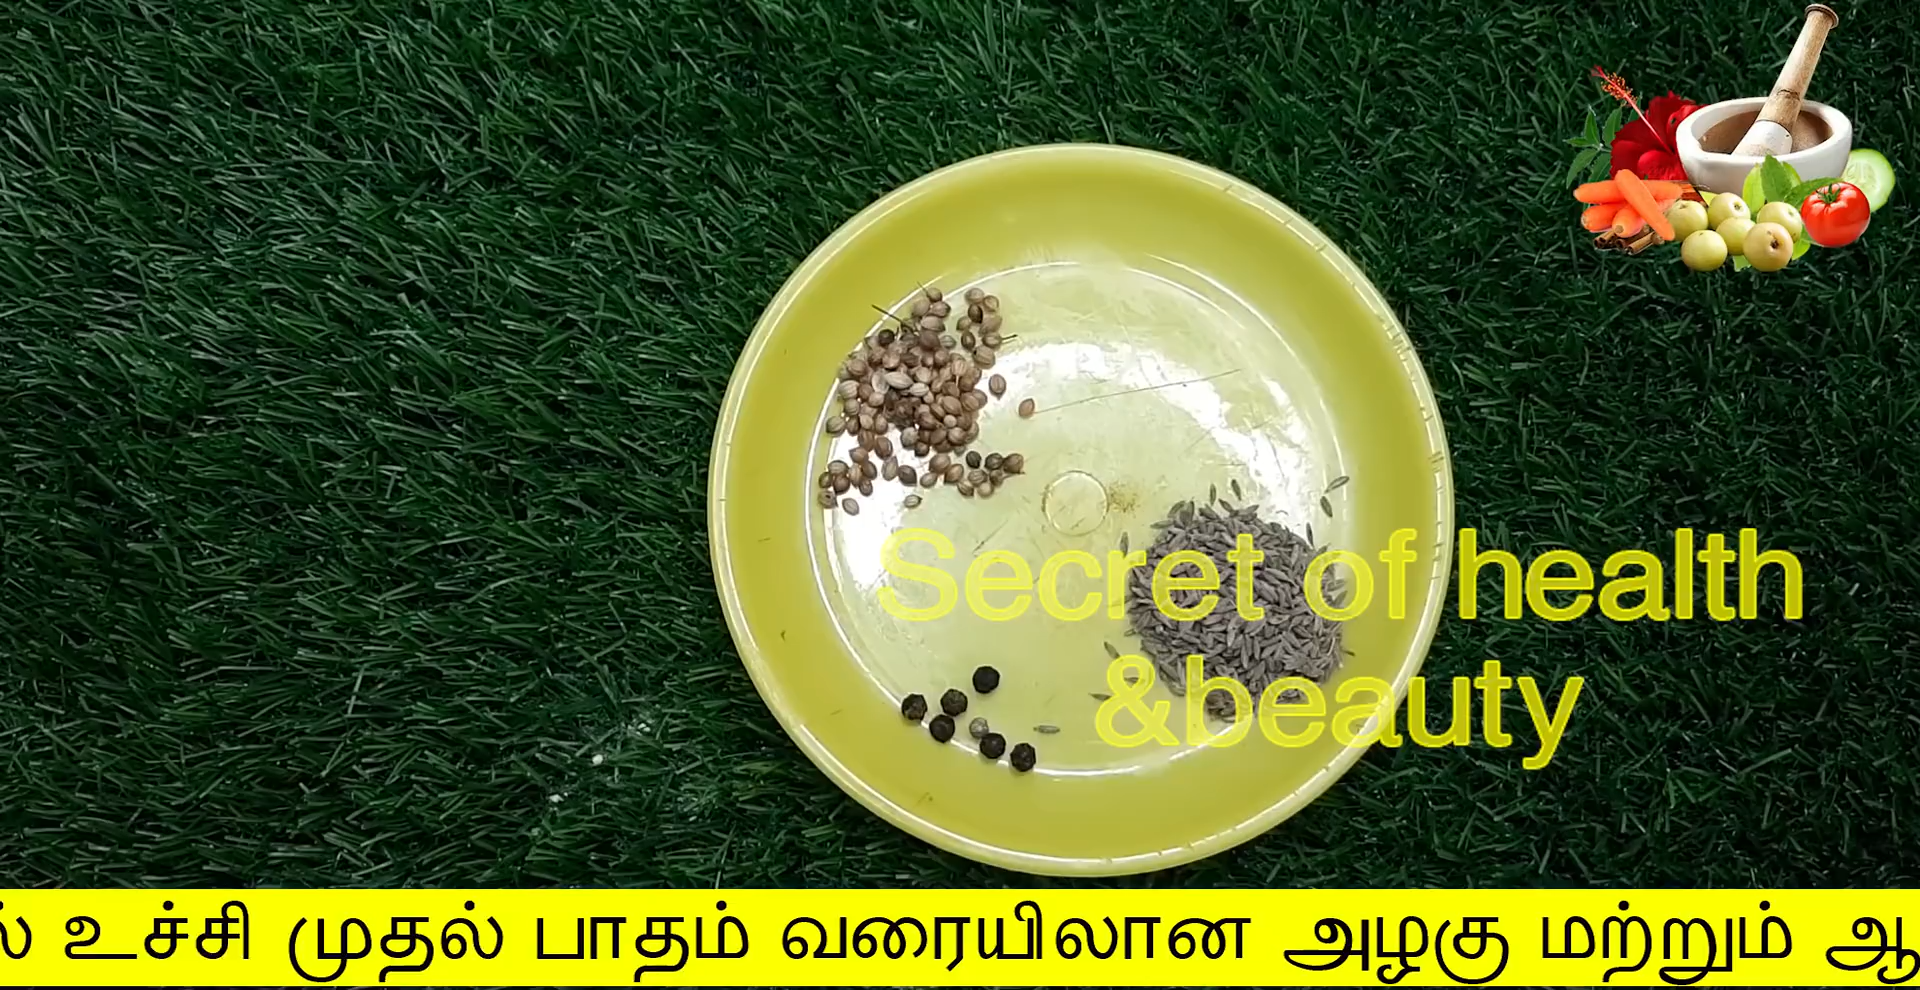 Secret of health
&beauty
உச்சி முதல் பாதம் வரையிலான அழகு மற்றும்